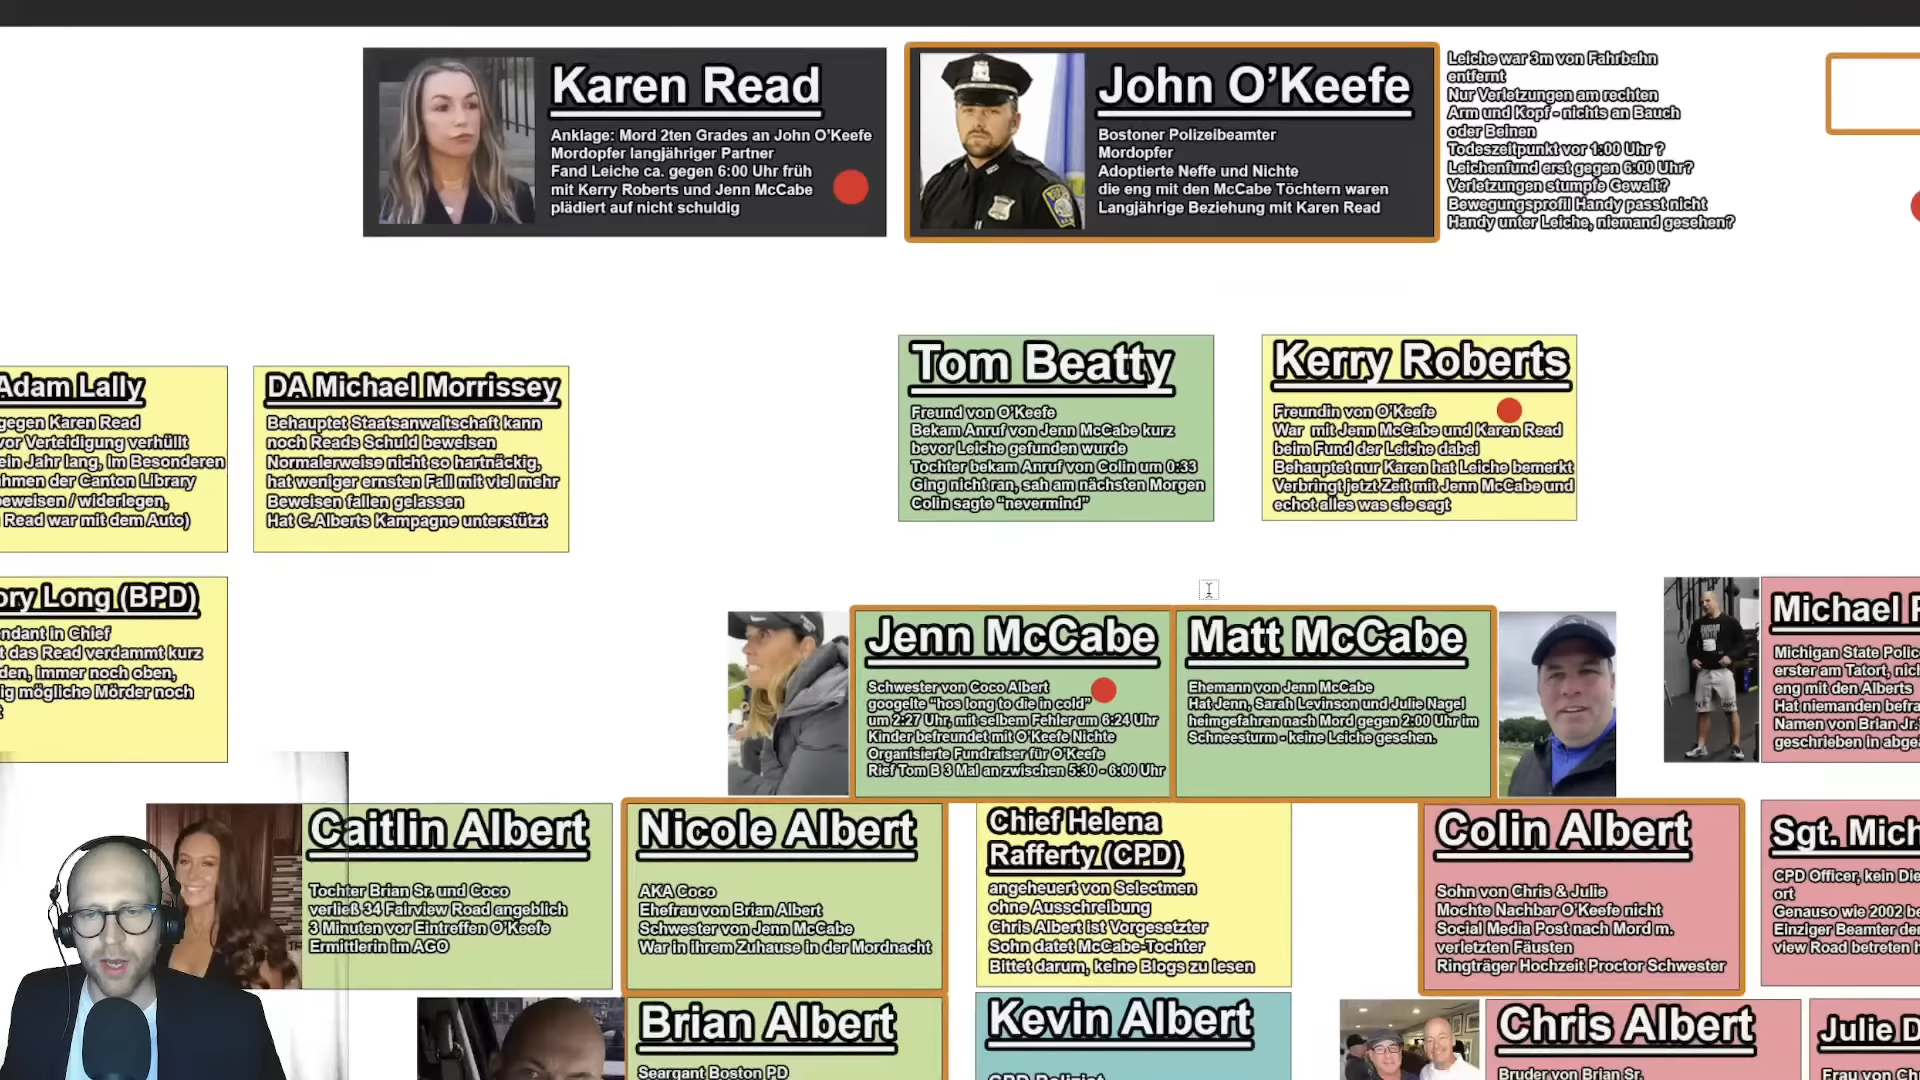 Karen Read
Anklage: Mord 2ten Grades an John O'Keefe
Mordopfer langjähriger Partner
Fand Leiche ca. gegen 6:00 Uhr früh
mit Kerry Roberts und Jenn McCabe
plädiert auf nicht schuldig
John O'Keefe
Bostoner Polizeibeamter
Mordopfer
Adoptierte Neffe und Nichte
die eng mit den McCabe Töchtern waren
Langjährige Beziehung mit Karen Read
Leiche war 3m von Fahrbahn
entfernt
Nur Verletzungen am rechten
Arm und Kopf - nichts an Bauch
oder Beinen
Todeszeitpunkt vor 1:00 Uhr ?
Leichenfund erst gegen 6:00 Uhr?
Verletzungen stumpfe Gewalt?
Bewegungsprofil Handy passt nicht
Handy unter Leiche, niemand gesehen?
Adam Lally
gegen Karen Read
vor Verteidigung verhüllt
ein Jahr lang, im Besonderen
hmen der Canton Library
beweisen / widerlegen,
Read war mit dem Auto)
DA Michael Morrissey
Behauptet Staatsanwaltschaft kann
noch Reads Schuld beweisen
Normalerweise nicht so hartnäckig,
hat weniger ernsten Fall mit viel mehr
Beweisen fallen gelassen
Hat C.Alberts Kampagne unterstützt
Tom Beatty
Freund von O'Keefe
Bekam Anruf von Jenn McCabe kurz
bevor Leiche gefunden wurde
Tochter bekam Anruf von Colin um 0:33
Ging nicht ran, sah am nächsten Morgen
Colin sagte "nevermind"
Kerry Roberts
Freundin von O'Keefe
War mit Jenn McCabe und Karen Read
beim Fund der Leiche dabei
Behauptet nur Karen hat Leiche bemerkt
Verbringt jetzt Zeit mit Jenn McCabe und
echot alles was sie sagt
ory Long (BPD)
ndant in Chief
t das Read verdammt kurz
den, immer noch oben,
ig mögliche Mörder noch
Jenn McCabe
Schwester von Coco Albert
googelte "hos long to die in cold"
um 2:27 Uhr, mit selbem Fehler um 6:24 Uhr
Kinder befreundet mit O'Keefe Nichte
Organisierte Fundraiser für O'Keefe
Rief Tom B 3 Mal an zwischen 5:30 - 6:00 Uhr
Matt McCabe
Ehemann von Jenn McCabe
Hat Jenn, Sarah Levinson und Julie Nagel
heimgefahren nach Mord gegen 2:00 Uhr im
Schneesturm - keine Leiche gesehen.
Michael P
Michigan State Polic
erster am Tatort, nich
eng mit den Alberts
Hat niemanden befra
Namen von Brian Jr.
geschrieben in abge
Caitlin Albert
Tochter Brian Sr. und Coco
verließ 34 Fairview Road angeblich
3 Minuten vor Eintreffen O'Keefe
Ermittlerin im AGO
Nicole Albert
AKA Coco
Ehefrau von Brian Albert
Schwester von Jenn McCabe
War in ihrem Zuhause in der Mordnacht
Chief Helena
Rafferty (CPD)
angeheuert von Selectmen
ohne Ausschreibung
Chris Albert ist Vorgesetzter
Sohn datet McCabe-Tochter
Bittet darum, keine Blogs zu lesen
Colin Albert
Sohn von Chris & Julie
Mochte Nachbar O'Keefe nicht
Social Media Post nach Mord m.
verletzten Fäusten
Ringträger Hochzeit Proctor Schwester
Sgt. Mich
CPD Officer, kein Die
ort
Genauso wie 2002 be
Einziger Beamter der
view Road betreten h
Brian Albert
Seargant Boston PD
Kevin Albert
CPD Polizist
Chris Albert
Bruder von Brian Sr.
Julie D
Frau von Ch